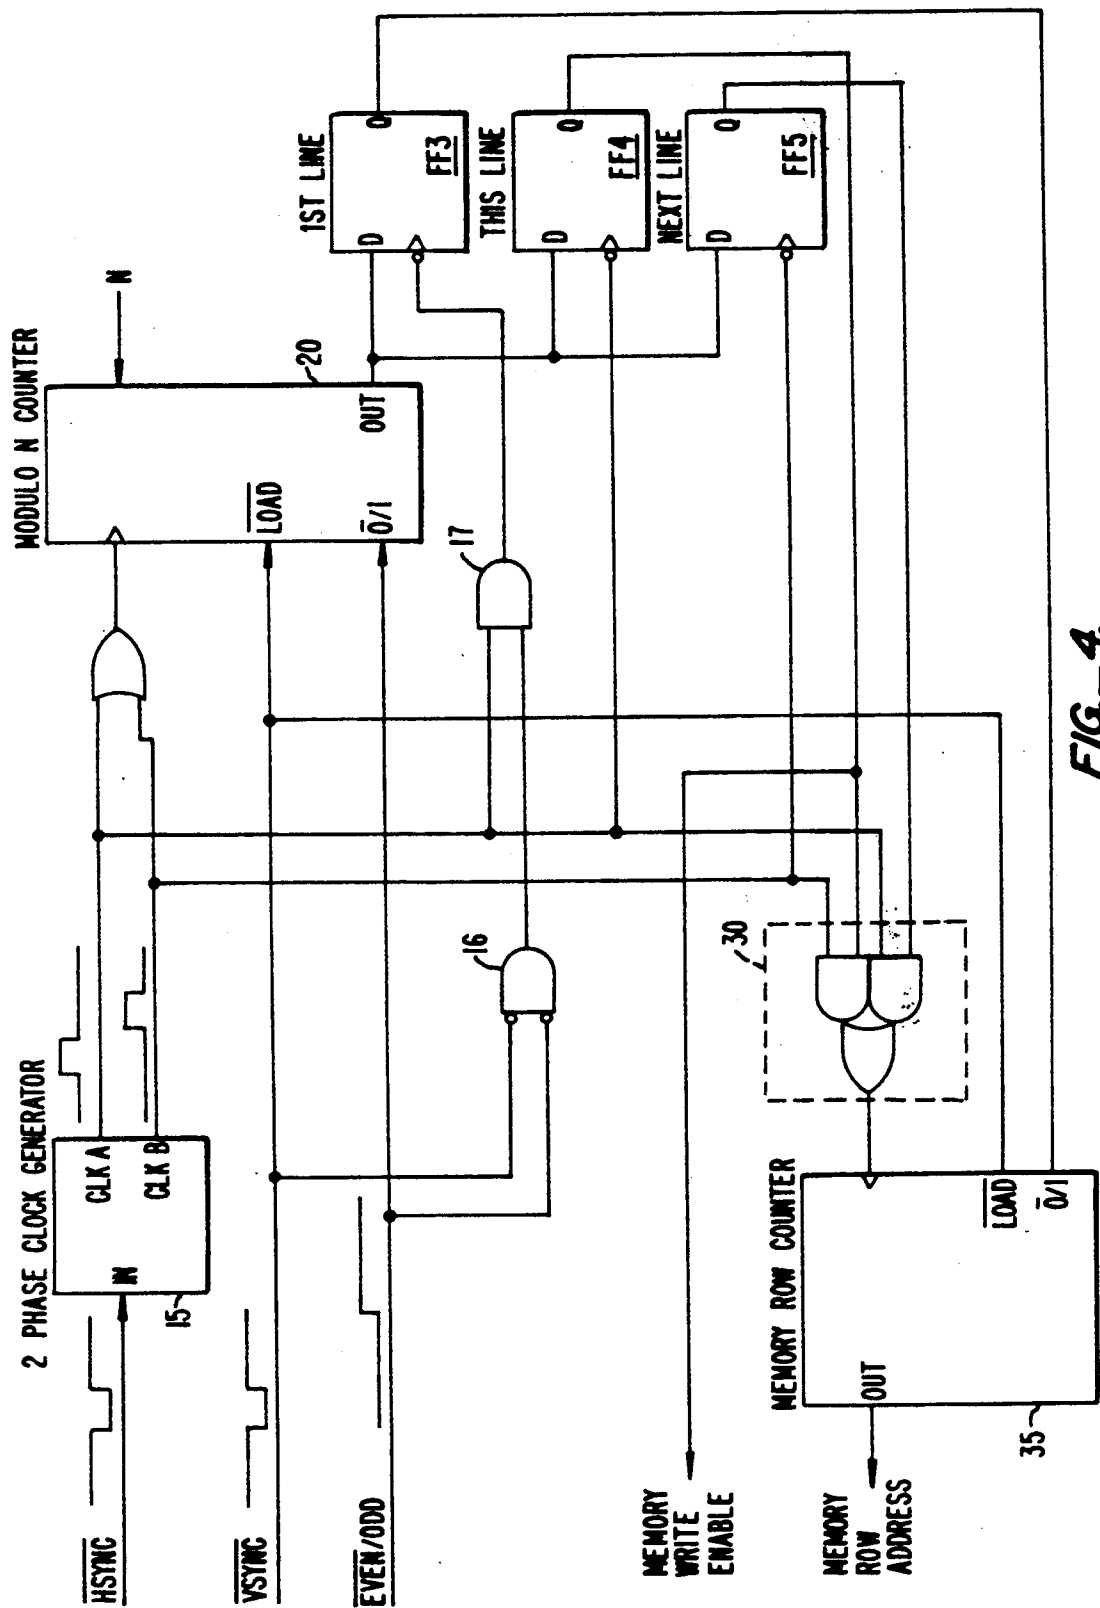 2 PHASE CLOCK GENERATOR
MODULO N COUNTER
HSYNC
IN
CLK A
CLK B
15
N
VSYNC
LOAD
20
EVEN/ODD
O/I
OUT
16
17
1ST LINE
D
Q
FF3
THIS LINE
D
Q
FF4
NEXT LINE
D
Q
FF5
MEMORY
WRITE
ENABLE
30
MEMORY ROW COUNTER
MEMORY
ROW
ADDRESS
OUT
LOAD
O/I
35
FIG.-4.